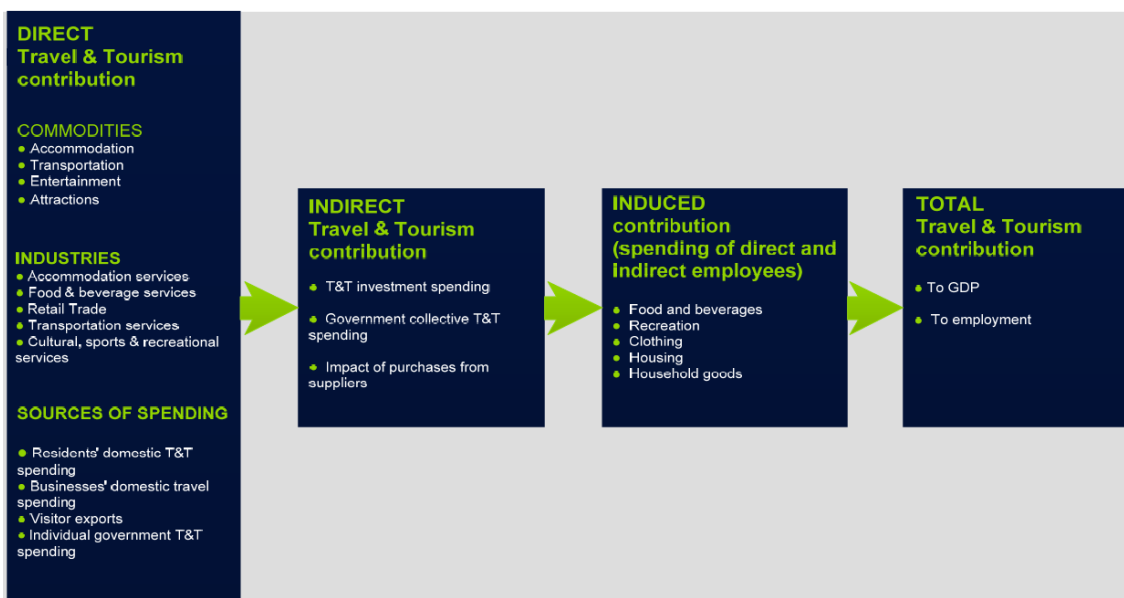 DIRECT
Travel & Tourism
contribution
COMMODITIES
• Accommodation
• Transportation
• Entertainment
• Attractions
INDUSTRIES
• Accommodation services
• Food & beverage services
• Retail Trade
• Transportation services
• Cultural, sports & recreational
services
SOURCES OF SPENDING
• Residents' domestic T&T
spending
• Businesses' domestic travel
spending
• Visitor exports
• Individual government T&T
spending
INDIRECT
Travel & Tourism
contribution
• T&T investment spending
• Government collective T&T
spending
• Impact of purchases from
suppliers
INDUCED
contribution
(spending of direct and
indirect employees)
• Food and beverages
• Recreation
• Clothing
• Housing
• Household goods
TOTAL
Travel & Tourism
contribution
• To GDP
• To employment